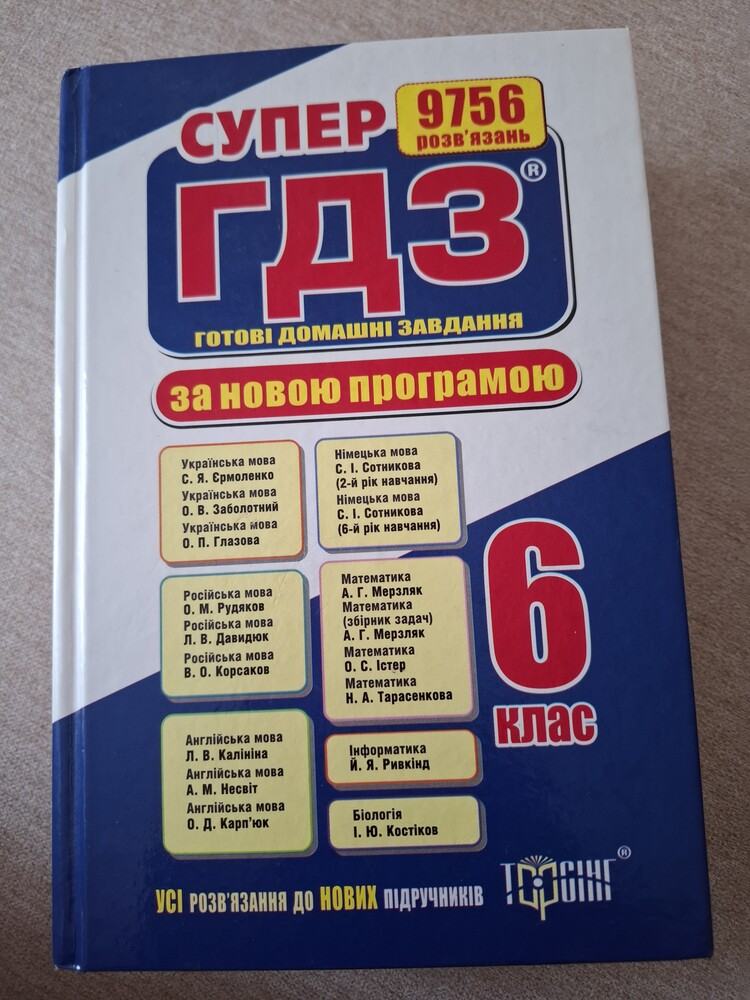 СУПЕР
9756
розв'язань
ГДЗ®
ГОТОВІ ДОМАШНІ ЗАВДАННЯ
за новою програмою
Українська мова
С. Я. Єрмоленко
Українська мова
О. В. Заболотний
Українська мова
О. П. Глазова
Німецька мова
С. І. Сотникова
(2-й рік навчання)
Німецька мова
С. І. Сотникова
(6-й рік навчання)
Російська мова
О. М. Рудяков
Російська мова
Л. В. Давидюк
Російська мова
В. О. Корсаков
Математика
А. Г. Мерзляк
Математика
(збірник задач)
А. Г. Мерзляк
Математика
О. С. Істер
Математика
Н. А. Тарасенкова
Англійська мова
Л. В. Калініна
Англійська мова
А. М. Несвіт
Англійська мова
О. Д. Карп'юк
Інформатика
Й. Я. Ривкінд
Біологія
І. Ю. Костіков
6
клас
УСІ РОЗВ'ЯЗАННЯ ДО НОВИХ ПІДРУЧНИКІВ
ТОРСІНГ®